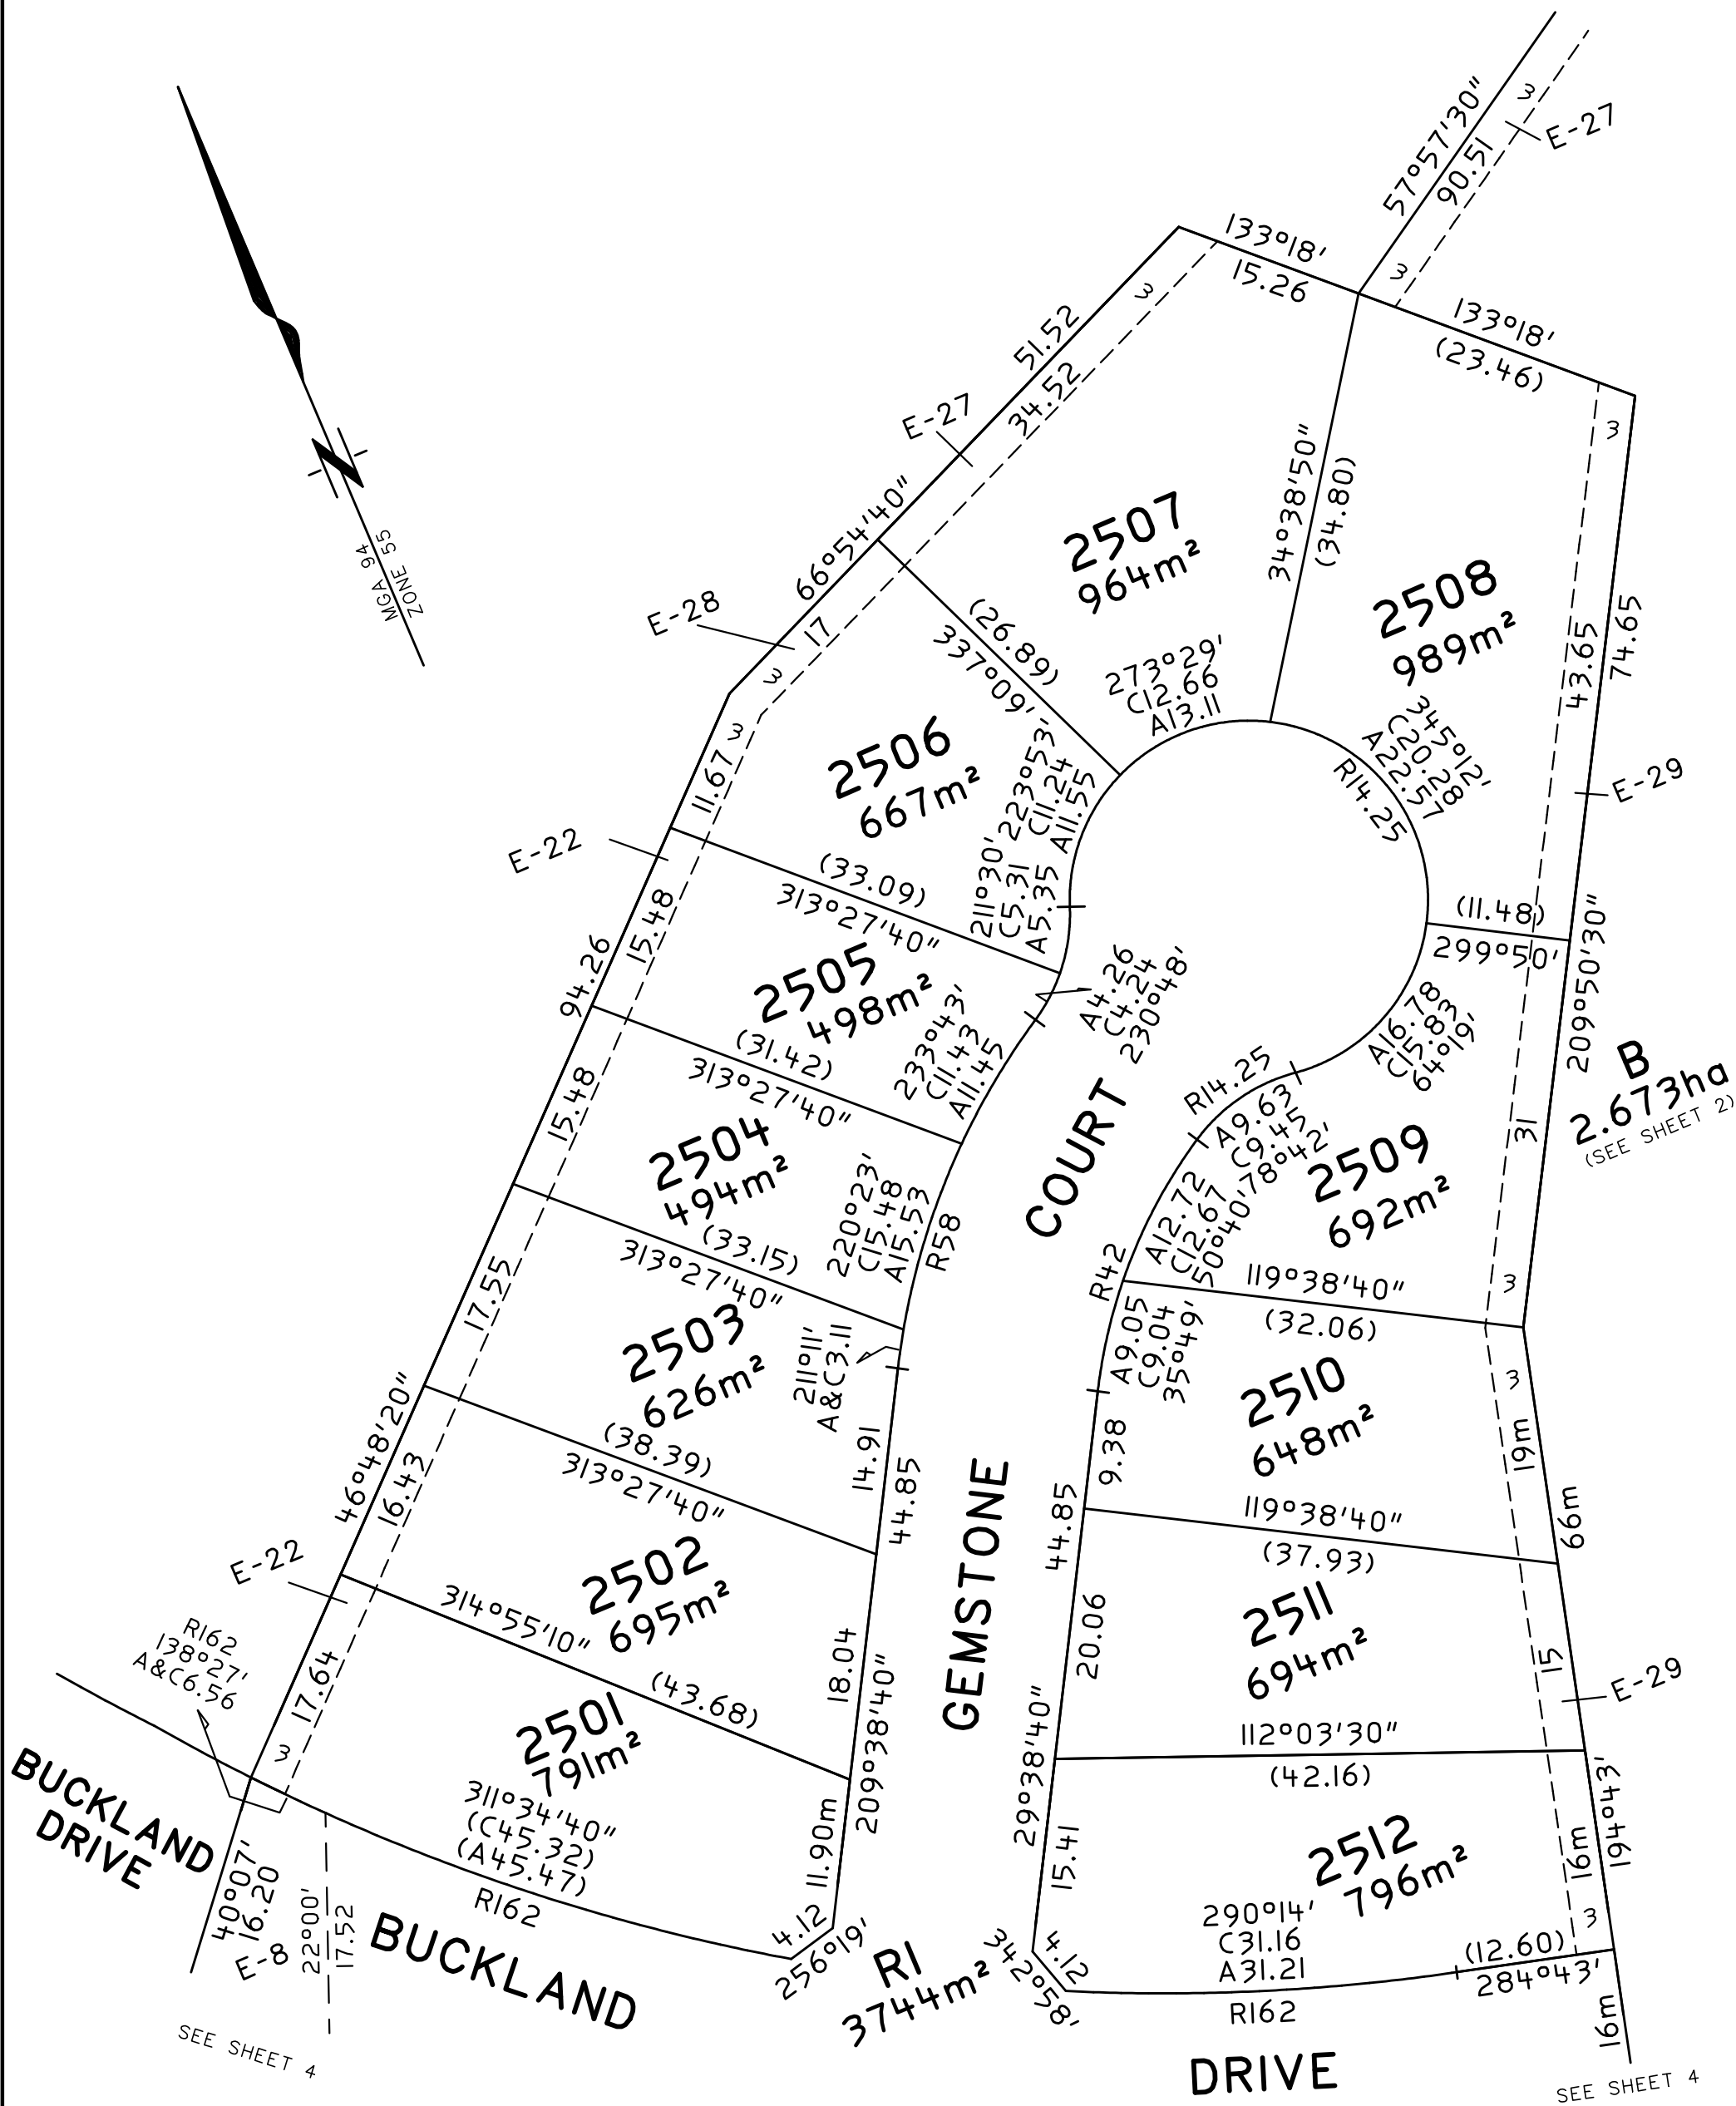 57°57'30"
90.51
3
E-27
3
133°18'
15.26
133°18'
(23.46)
3
51.52
34.52
3
E-27
66°54'40"
E-28
17
3
MGA 94
ZONE 55
2507
964m²
34°38'50"
(34.80)
2508
989m²
43.65
74.65
(26.89)
337°09'
273°29'
C12.66
A13.11
345°12'
C20.28
A22.57
R14.25
E-29
3
11.67
2506
667m²
223°53'
C11.24
A11.55
E-22
(33.09)
313°27'40"
211°30'
C5.31
A5.35
(11.48)
299°50'
209°50'30"
94.26
15.48
2505
498m²
(31.42)
313°27'40"
233°43'
C11.43
A11.45
A4.26
C4.24
230°48'
A16.78
C15.83
64°19'
B
2.673ha
(SEE SHEET 2)
31
R14.25
A9.63
C9.45
78°42'
15.48
2504
494m²
(33.15)
313°27'40"
220°23'
C15.48
A15.53
R58
COURT
A12.72
C12.67
50°40'
2509
692m²
R42
119°38'40"
(32.06)
3
17.55
2503
626m²
211°11'
A&C3.11
14.91
A9.05
C9.04
35°49'
2510
648m²
3
19m
46°48'20"
16.43
(38.39)
313°27'40"
44.85
GEMSTONE
9.38
44.85
119°38'40"
(37.93)
66m
E-22
2502
695m²
314°55'10"
(43.68)
18.04
209°38'40"
20.06
2511
694m²
15
E-29
R162
138°27'
A&C6.56
17.64
3
2501
791m²
311°34'40"
(C45.32)
(A45.47)
R162
11.90m
29°38'40"
112°03'30"
(42.16)
15.41
2512
796m²
16m
194°43'
3
BUCKLAND
DRIVE
40°07'
16.20
E-8
22°00'
17.52
BUCKLAND
4.12
256°19'
R1
3744m²
4.12
342°58'
290°14'
C31.16
A31.21
R162
(12.60)
284°43'
16m
DRIVE
SEE SHEET 4
SEE SHEET 4